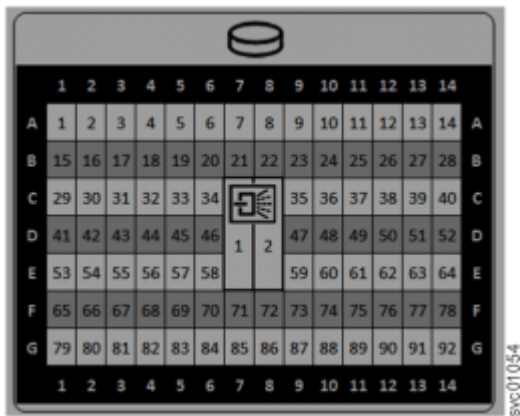 1 2 3 4 5 6 7 8 9 10 11 12 13 14
A 1 2 3 4 5 6 7 8 9 10 11 12 13 14 A
B 15 16 17 18 19 20 21 22 23 24 25 26 27 28 B
C 29 30 31 32 33 34 35 36 37 38 39 40 C
D 41 42 43 44 45 46 1 2 47 48 49 50 51 52 D
E 53 54 55 56 57 58 59 60 61 62 63 64 E
F 65 66 67 68 69 70 71 72 73 74 75 76 77 78 F
G 79 80 81 82 83 84 85 86 87 88 89 90 91 92 G
1 2 3 4 5 6 7 8 9 10 11 12 13 14
svc01054